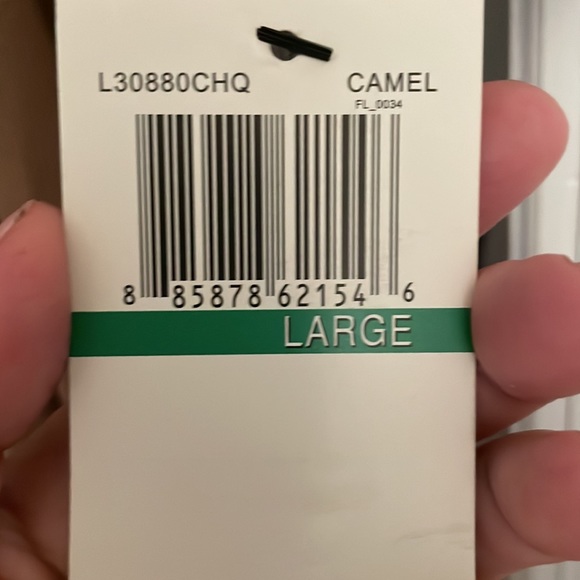 L30880CHQ CAMEL
FL_0034
8 85878 62154 6
LARGE